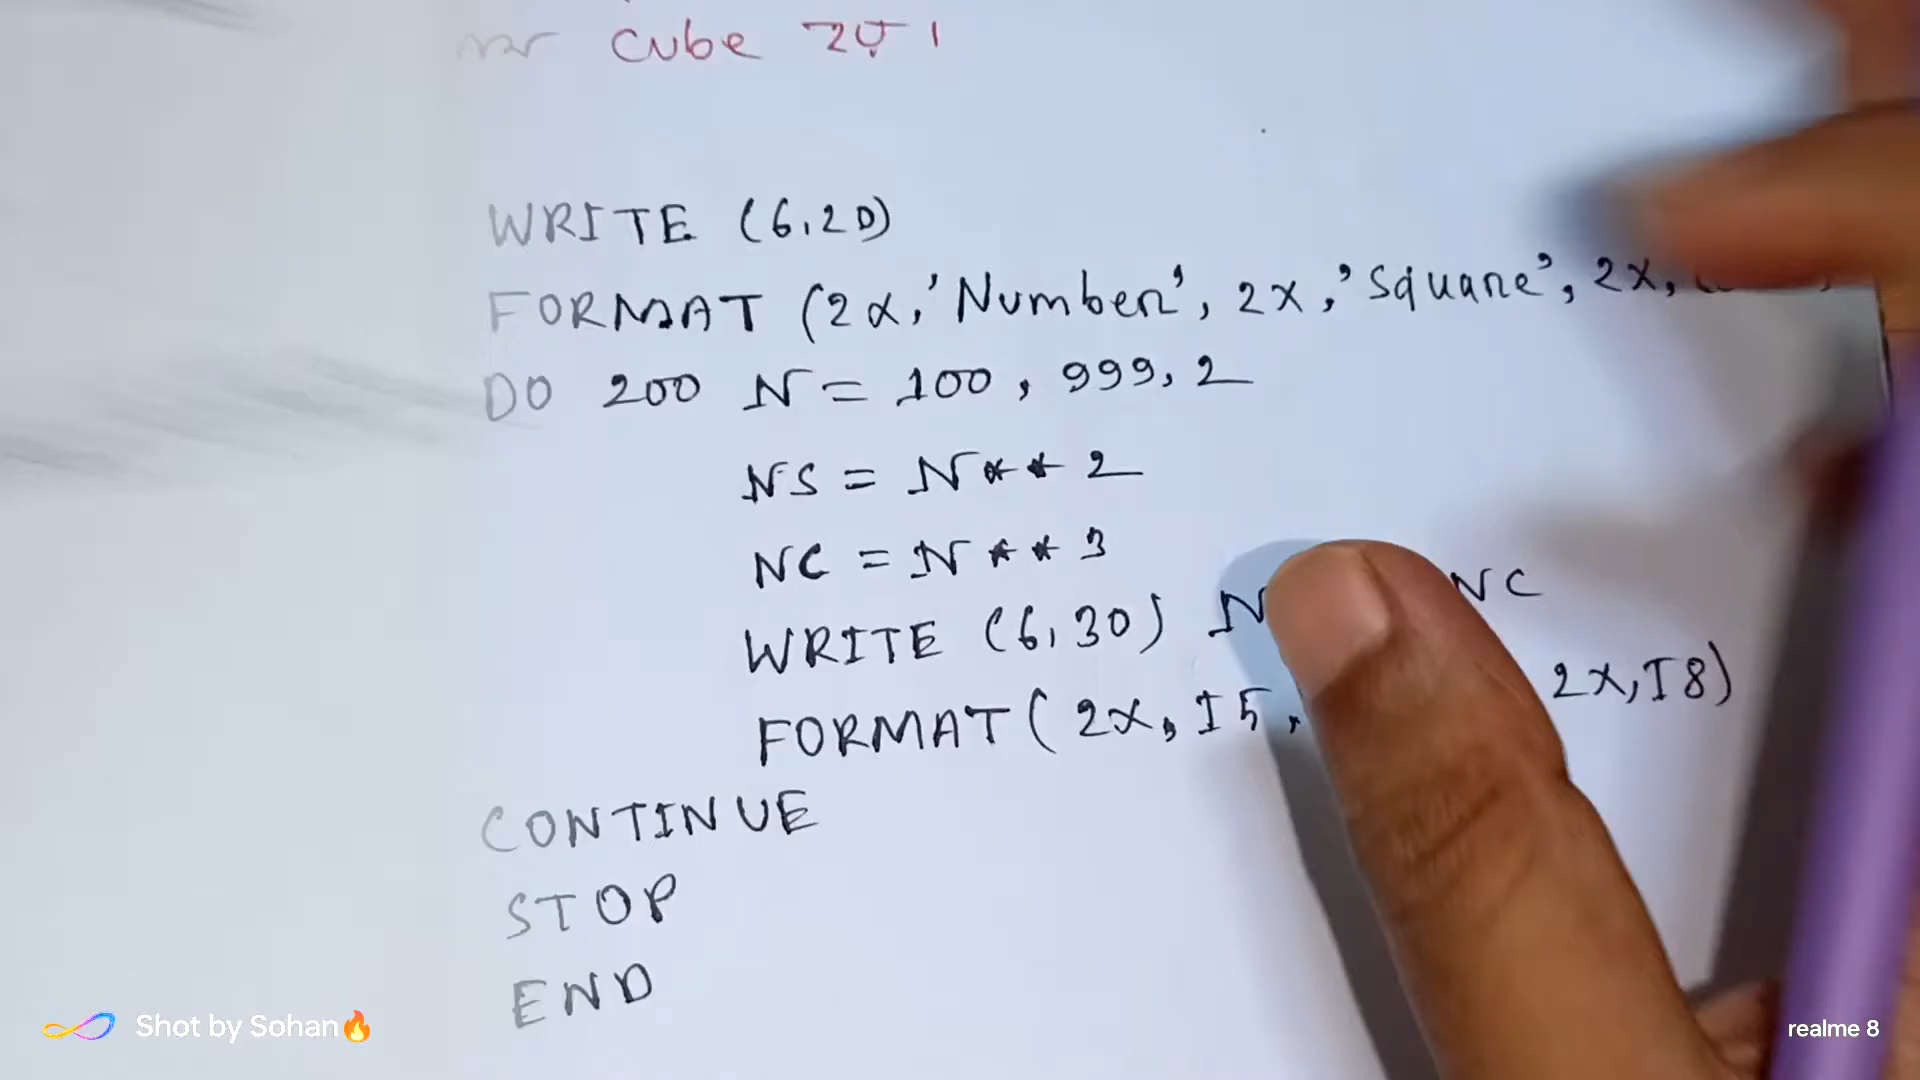 cube
WRITE (6,20)
FORMAT (2x,'Number', 2x,'Square', 2x,
DO 200 N = 100, 999, 2
NS = N** 2
NC = N ** 3
WRITE (6,30) N NC
FORMAT( 2x, I5, 2x,I8)
CONTINUE
STOP
END
Shot by Sohan🔥
realme 8